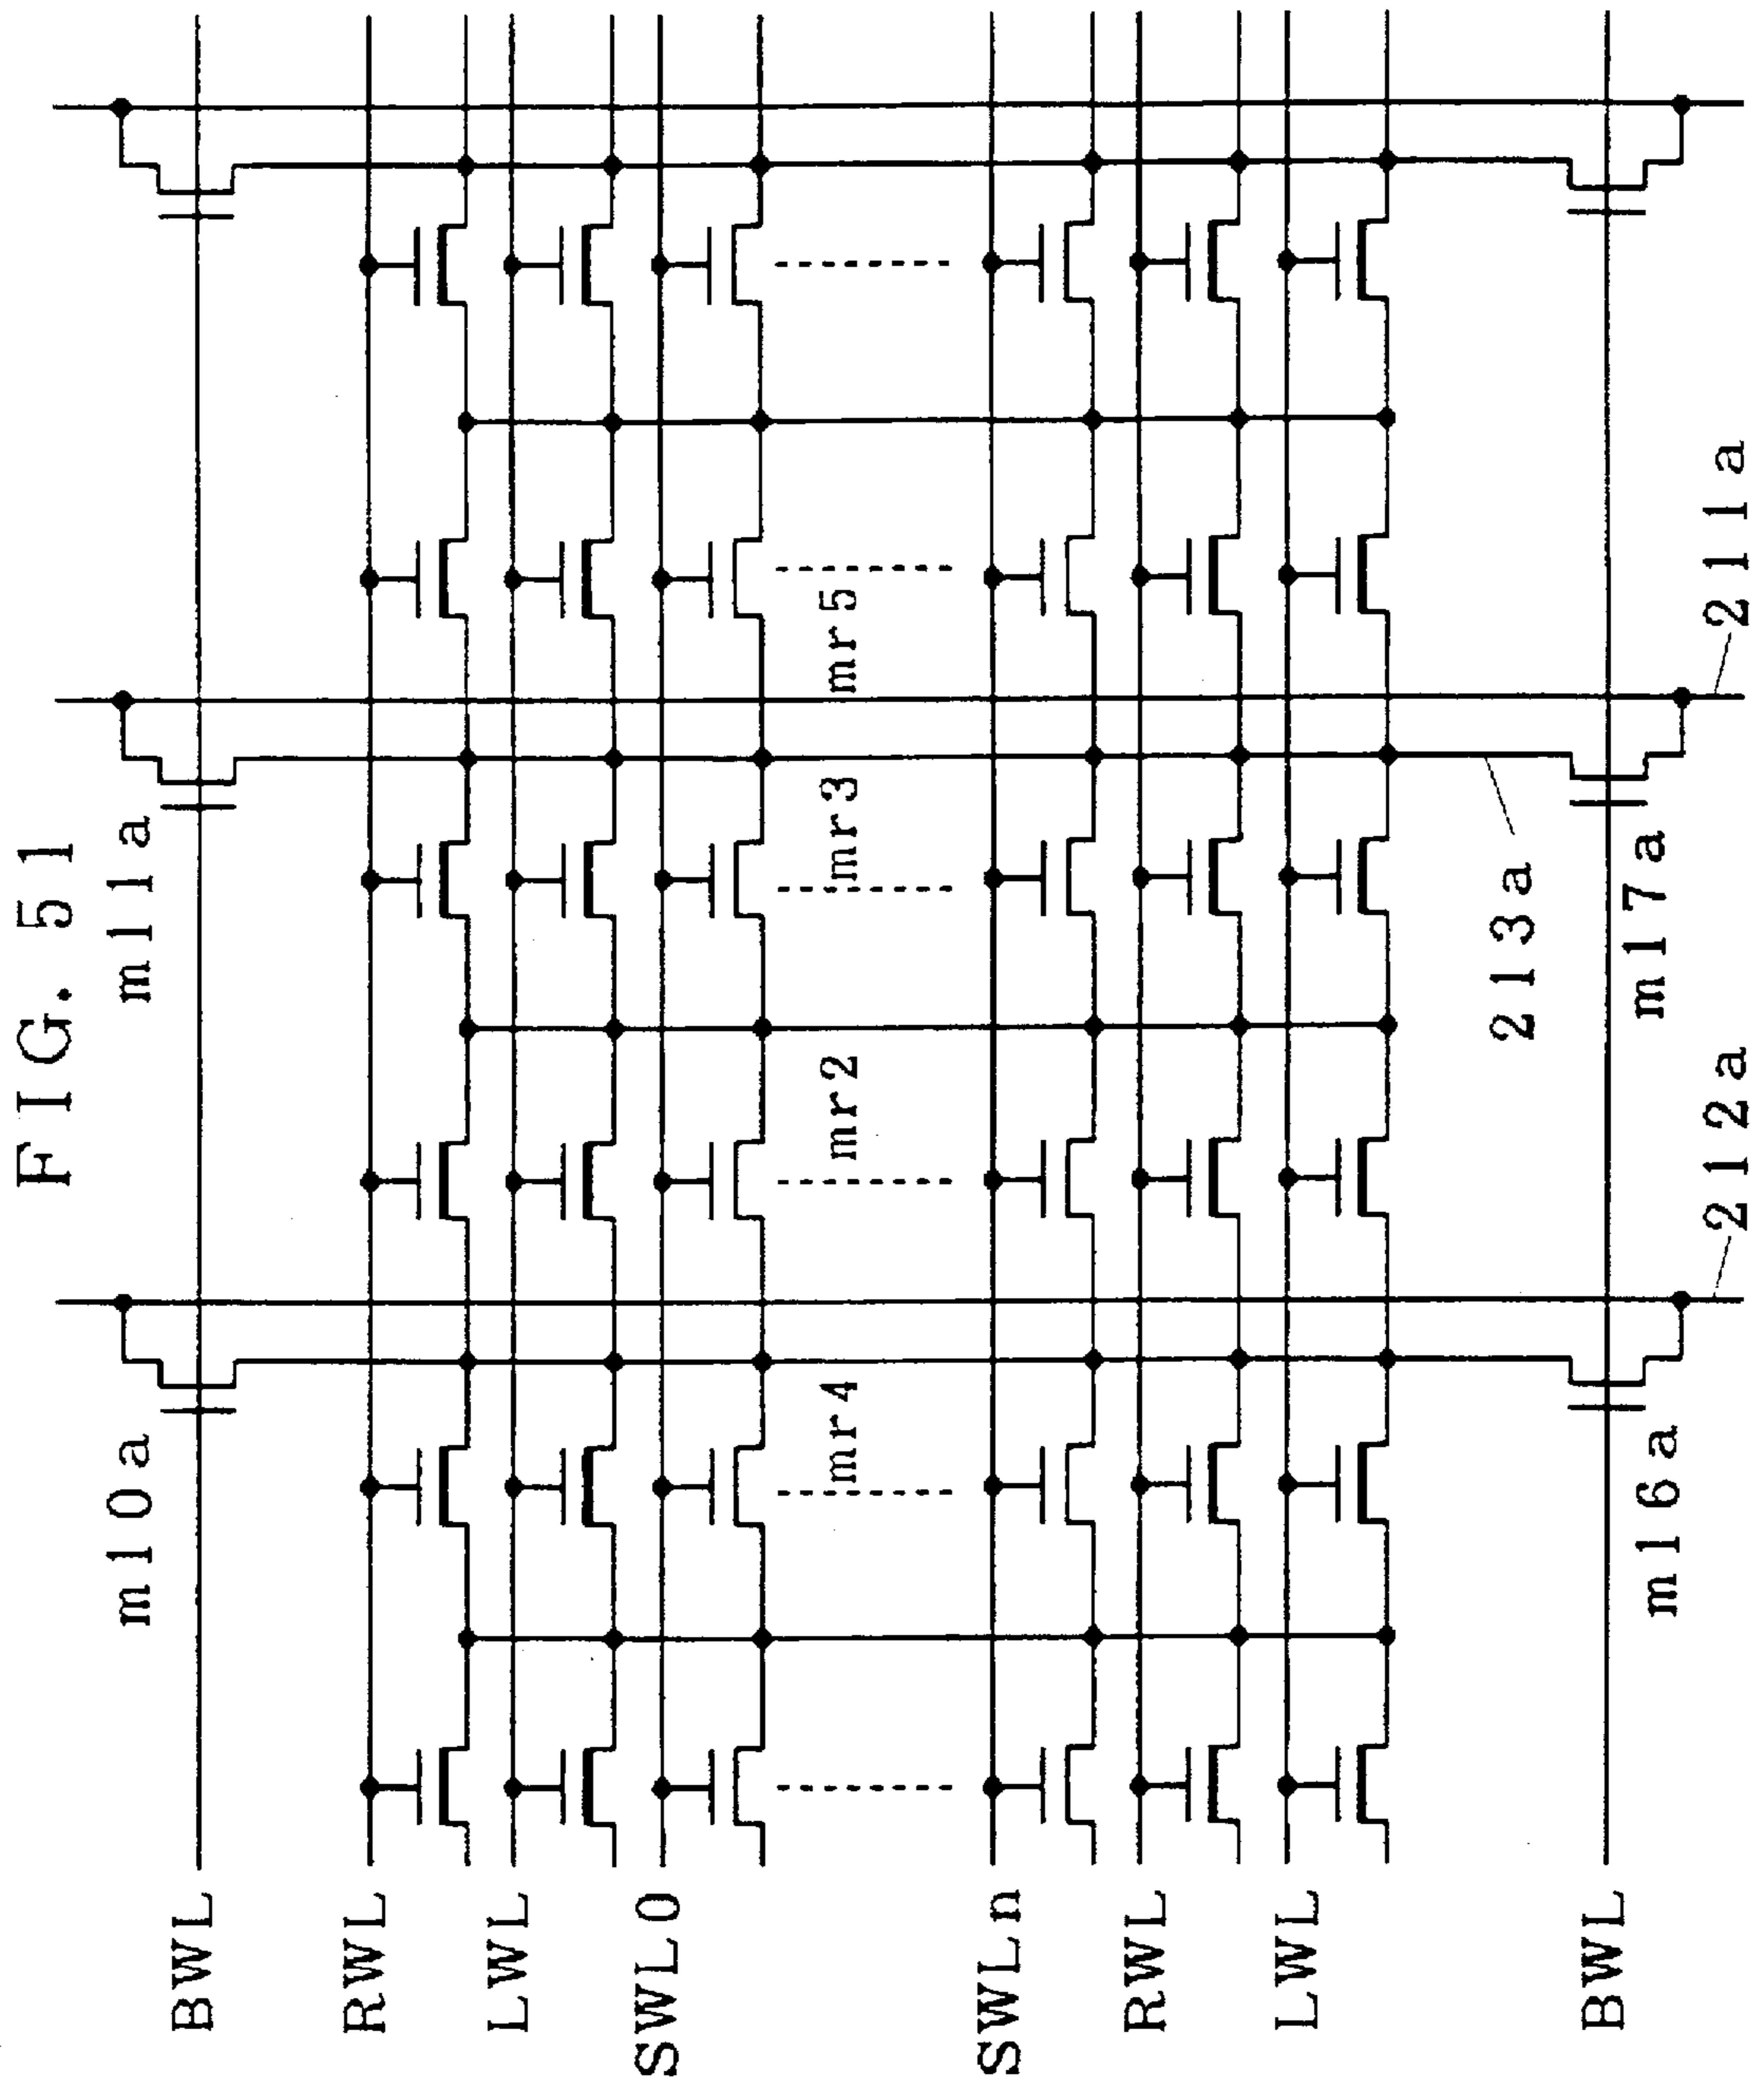 FIG. 51
m10a
m11a
BWL
RWL
LWL
SWL0
mr4
mr2
mr3
mr5
SWLn
RWL
LWL
213a
BWL
m16a
m17a
212a
211a